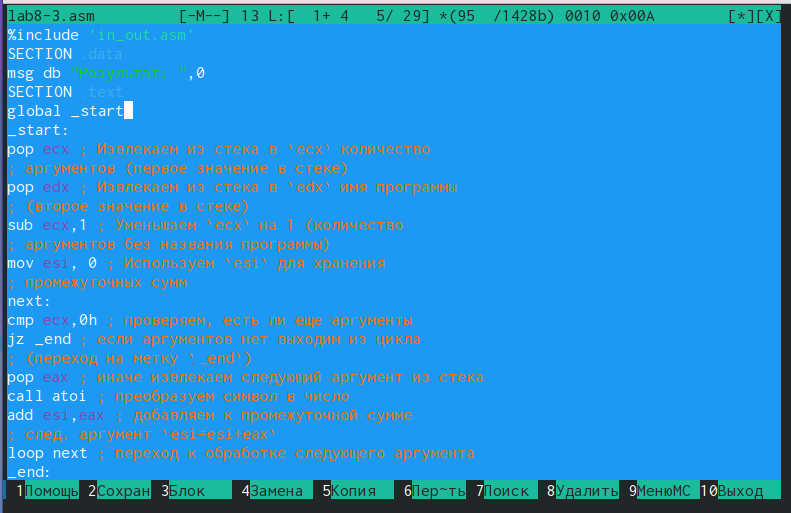 lab8-3.asm [-M--] 13 L:[ 1+ 4 5/ 29] *(95 /1428b) 0010 0x00A [*][X]
%include 'in_out.asm'
SECTION .data
msg db "Результат: ",0
SECTION .text
global _start
_start:
pop ecx ; Извлекаем из стека в `ecx` количество
; аргументов (первое значение в стеке)
pop edx ; Извлекаем из стека в `edx` имя программы
; (второе значение в стеке)
sub ecx,1 ; Уменьшаем `ecx` на 1 (количество
; аргументов без названия программы)
mov esi, 0 ; Используем `esi` для хранения
; промежуточных сумм
next:
cmp ecx,0h ; проверяем, есть ли еще аргументы
jz _end ; если аргументов нет выходим из цикла
; (переход на метку `_end`)
pop eax ; иначе извлекаем следующий аргумент из стека
call atoi ; преобразуем символ в число
add esi,eax ; добавляем к промежуточной сумме
; след. аргумент `esi=esi+eax`
loop next ; переход к обработке следующего аргумента
_end:
1Помощь 2Сохран 3Блок 4Замена 5Копия 6Пер~ть 7Поиск 8Удалить 9МенюMC 10Выход